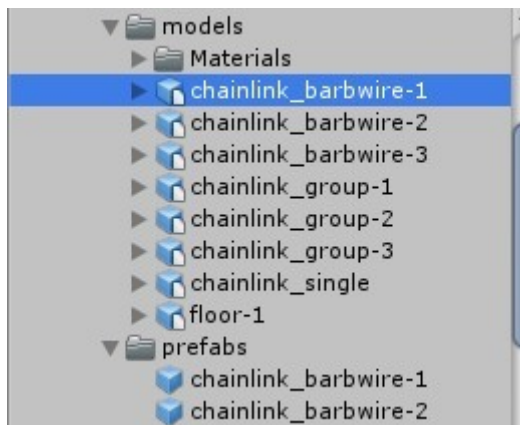 models
Materials
chainlink_barbwire-1
chainlink_barbwire-2
chainlink_barbwire-3
chainlink_group-1
chainlink_group-2
chainlink_group-3
chainlink_single
floor-1
prefabs
chainlink_barbwire-1
chainlink_barbwire-2